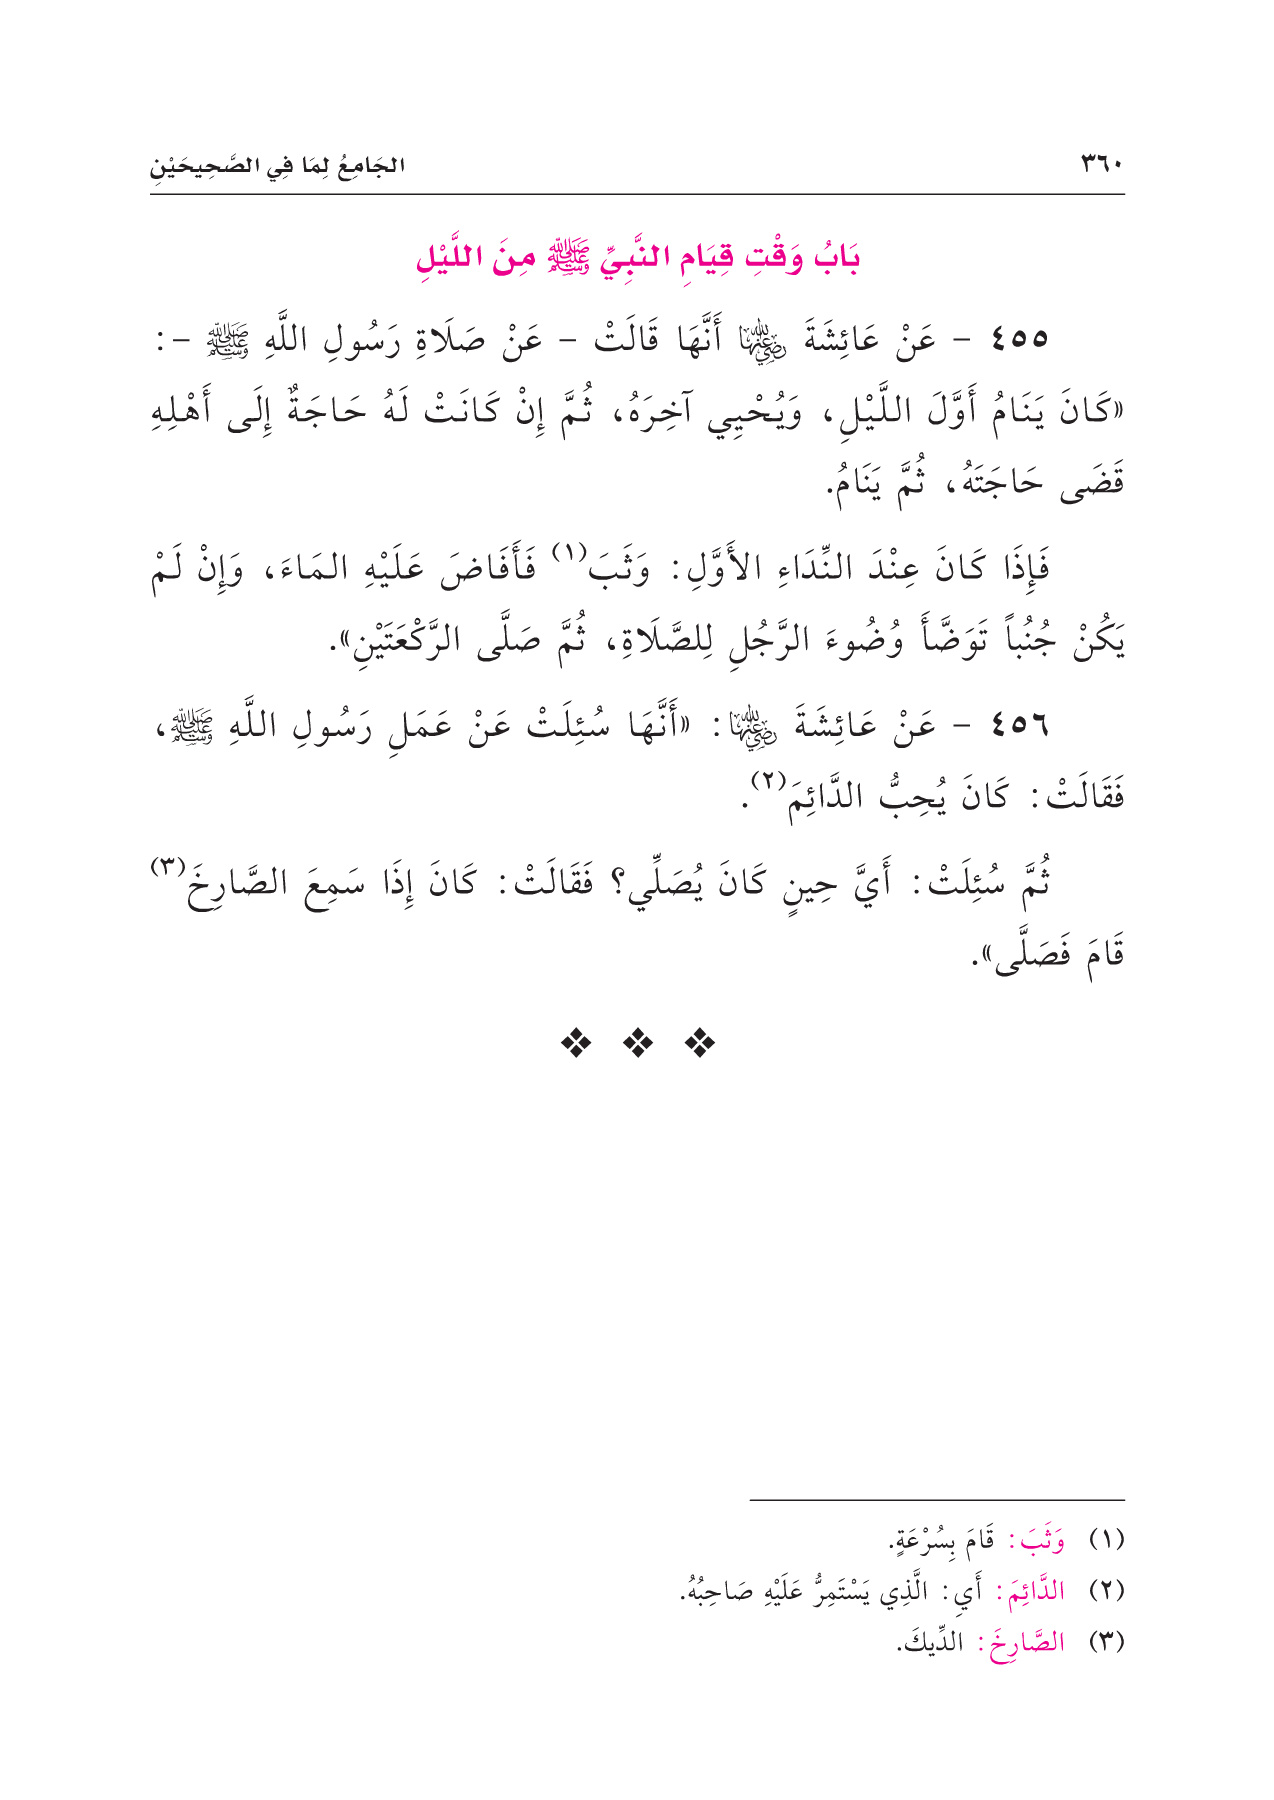 ٣٦٠
الجَامِعُ لِمَا فِي الصَّحِيحَيْنِ
بَابُ وَقْتِ قِيَامِ النَّبِيِّ ﷺ مِنَ اللَّيْلِ
٤٥٥ - عَنْ عَائِشَةَ رضي الله عنها أَنَّهَا قَالَتْ - عَنْ صَلَاةِ رَسُولِ اللَّهِ ﷺ -:
«كَانَ يَنَامُ أَوَّلَ اللَّيْلِ، وَيُحْيِي آخِرَهُ، ثُمَّ إِنْ كَانَتْ لَهُ حَاجَةٌ إِلَى أَهْلِهِ
قَضَى حَاجَتَهُ، ثُمَّ يَنَامُ.
فَإِذَا كَانَ عِنْدَ النِّدَاءِ الأَوَّلِ: وَثَبَ(١) فَأَفَاضَ عَلَيْهِ المَاءَ، وَإِنْ لَمْ
يَكُنْ جُنُباً تَوَضَّأَ وُضُوءَ الرَّجُلِ لِلصَّلَاةِ، ثُمَّ صَلَّى الرَّكْعَتَيْنِ».
٤٥٦ - عَنْ عَائِشَةَ رضي الله عنها: «أَنَّهَا سُئِلَتْ عَنْ عَمَلِ رَسُولِ اللَّهِ ﷺ،
فَقَالَتْ: كَانَ يُحِبُّ الدَّائِمَ(٢).
ثُمَّ سُئِلَتْ: أَيَّ حِينٍ كَانَ يُصَلِّي؟ فَقَالَتْ: كَانَ إِذَا سَمِعَ الصَّارِخَ(٣)
قَامَ فَصَلَّى».
(١) وَثَبَ: قَامَ بِسُرْعَةٍ.
(٢) الدَّائِمَ: أَيِ: الَّذِي يَسْتَمِرُّ عَلَيْهِ صَاحِبُهُ.
(٣) الصَّارِخَ: الدِّيكَ.